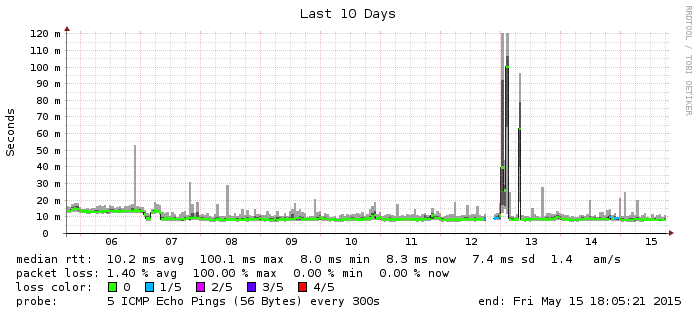 Last 10 Days
RRDTOOL / TOBI OETIKER
Seconds
120 m
110 m
100 m
90 m
80 m
70 m
60 m
50 m
40 m
30 m
20 m
10 m
0
06 07 08 09 10 11 12 13 14 15
median rtt: 10.2 ms avg 100.1 ms max 8.0 ms min 8.3 ms now 7.4 ms sd 1.4 am/s
packet loss: 1.40 % avg 100.00 % max 0.00 % min 0.00 % now
loss color: 0 1/5 2/5 3/5 4/5
probe: 5 ICMP Echo Pings (56 Bytes) every 300s end: Fri May 15 18:05:21 2015